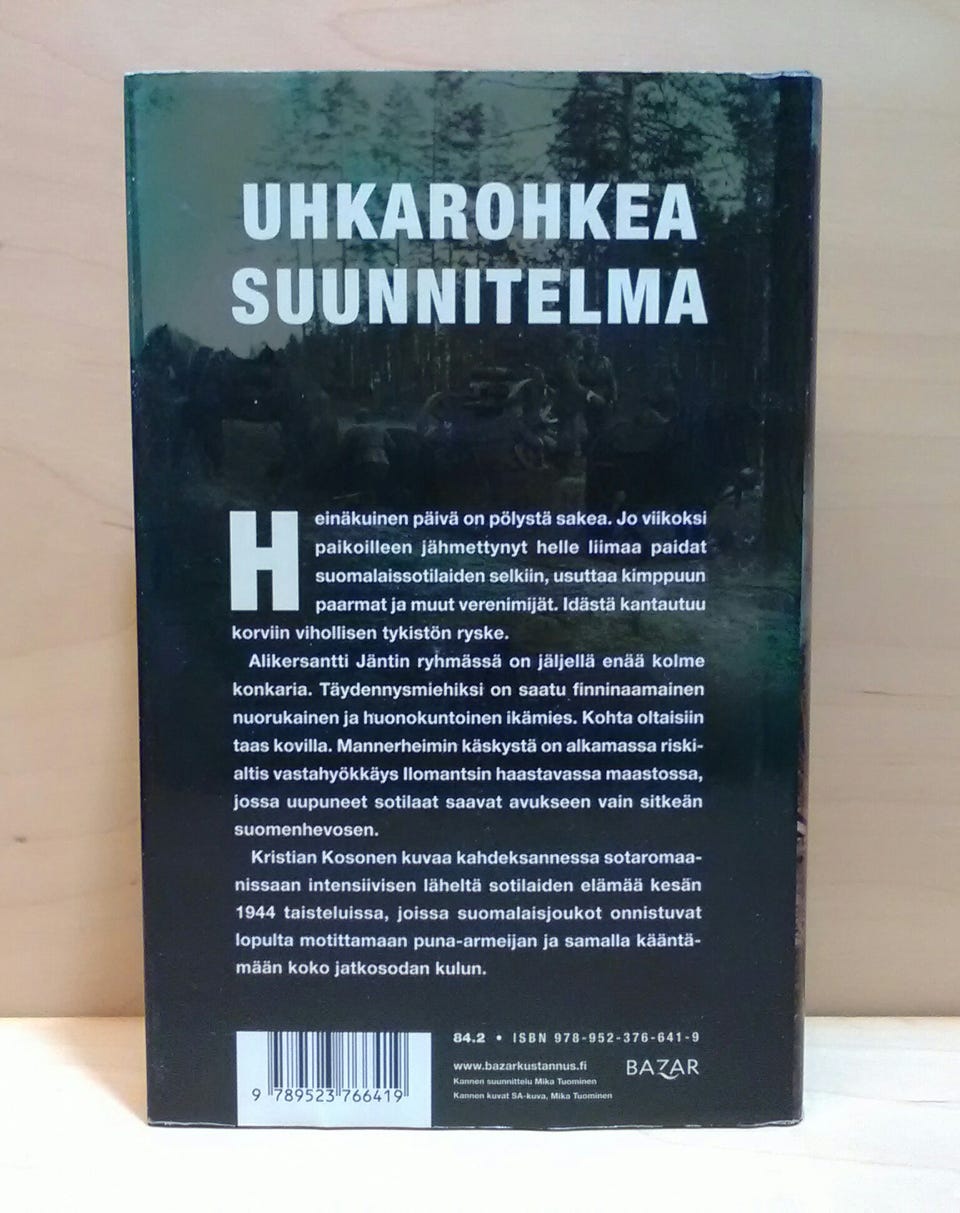 UHKAROHKEA
SUUNNITELMA
Heinäkuinen päivä on pölystä sakea. Jo viikoksi
paikoilleen jähmettynyt helle liimaa paidat
suomalaissotilaiden selkiin, usuttaa kimppuun
paarmat ja muut verenimijät. Idästä kantautuu
korviin vihollisen tykistön ryske.
Alikersantti Jäntin ryhmässä on jäljellä enää kolme
konkaria. Täydennysmiehiksi on saatu finninaamainen
nuorukainen ja huonokuntoinen ikämies. Kohta oltaisiin
taas kovilla. Mannerheimin käskystä on alkamassa riski-
altis vastahyökkäys Ilomantsin haastavassa maastossa,
jossa uupuneet sotilaat saavat avukseen vain sitkeän
suomenhevosen.
Kristian Kosonen kuvaa kahdeksannessa sotaromaa-
nissaan intensiivisen läheltä sotilaiden elämää kesän
1944 taisteluissa, joissa suomalaisjoukot onnistuvat
lopulta motittamaan puna-armeijan ja samalla kääntä-
mään koko jatkosodan kulun.
84.2 • ISBN 978-952-376-641-9
www.bazarkustannus.fi
BAZAR
Kannen suunnittelu Mika Tuominen
Kannen kuvat SA-kuva, Mika Tuominen
9 789523 766419